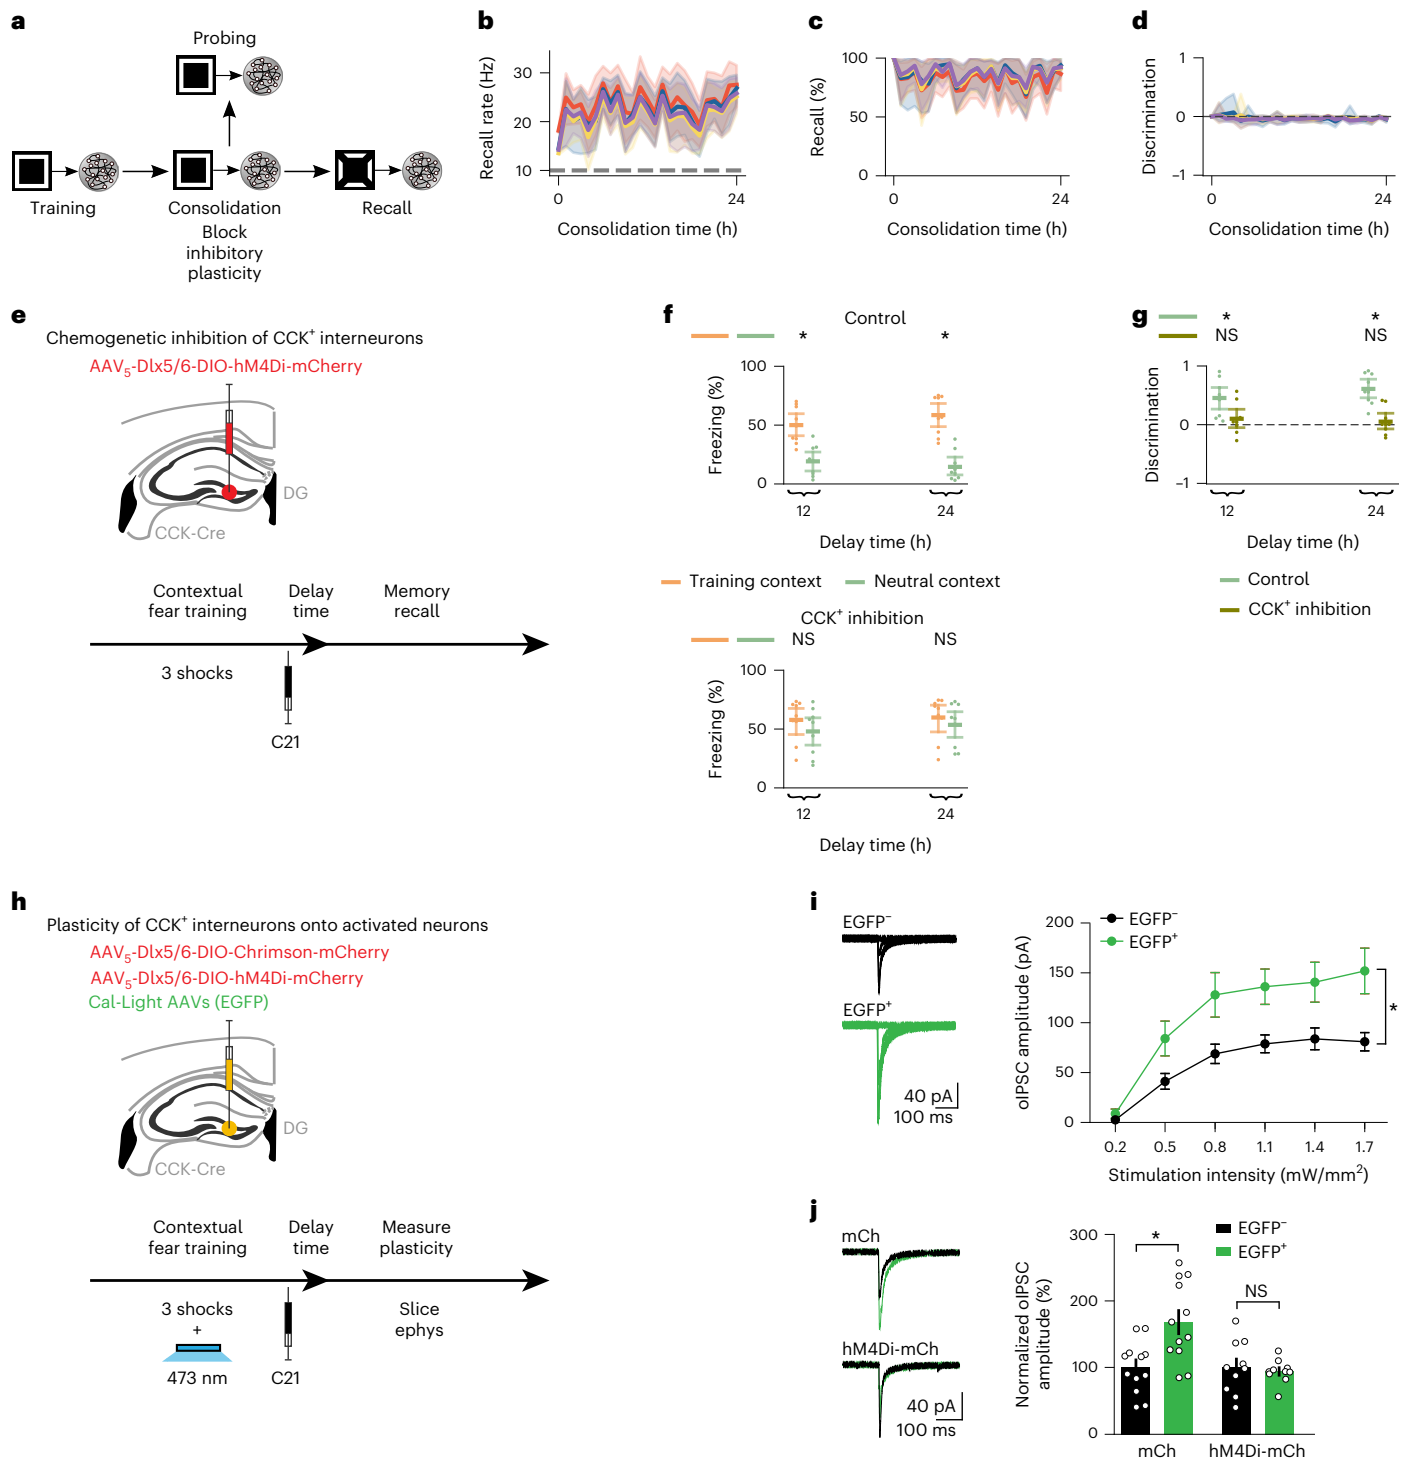 a
Probing
Training
Consolidation
Recall
Block
inhibitory
plasticity
b
Recall rate (Hz)
30
20
10
0
24
Consolidation time (h)
c
Recall (%)
100
50
0
0
24
Consolidation time (h)
d
Discrimination
1
0
–1
0
24
Consolidation time (h)
e
Chemogenetic inhibition of CCK⁺ interneurons
AAV₅-Dlx5/6-DIO-hM4Di-mCherry
DG
CCK-Cre
Contextual
fear training
Delay
time
Memory
recall
3 shocks
C21
f
Control
*
*
Freezing (%)
100
50
0
12
24
Delay time (h)
Training context
Neutral context
CCK⁺ inhibition
NS
NS
Freezing (%)
100
50
0
12
24
Delay time (h)
g
*
*
NS
NS
Discrimination
1
0
–1
12
24
Delay time (h)
Control
CCK⁺ inhibition
h
Plasticity of CCK⁺ interneurons onto activated neurons
AAV₅-Dlx5/6-DIO-Chrimson-mCherry
AAV₅-Dlx5/6-DIO-hM4Di-mCherry
Cal-Light AAVs (EGFP)
DG
CCK-Cre
Contextual
fear training
Delay
time
Measure
plasticity
3 shocks
+
473 nm
C21
Slice
ephys
i
EGFP⁻
EGFP⁺
40 pA
100 ms
oIPSC amplitude (pA)
200
150
100
50
0
EGFP⁻
EGFP⁺
*
0.2
0.5
0.8
1.1
1.4
1.7
Stimulation intensity (mW/mm²)
j
mCh
hM4Di-mCh
40 pA
100 ms
Normalized oIPSC
amplitude (%)
300
200
100
0
EGFP⁻
EGFP⁺
*
NS
mCh
hM4Di-mCh